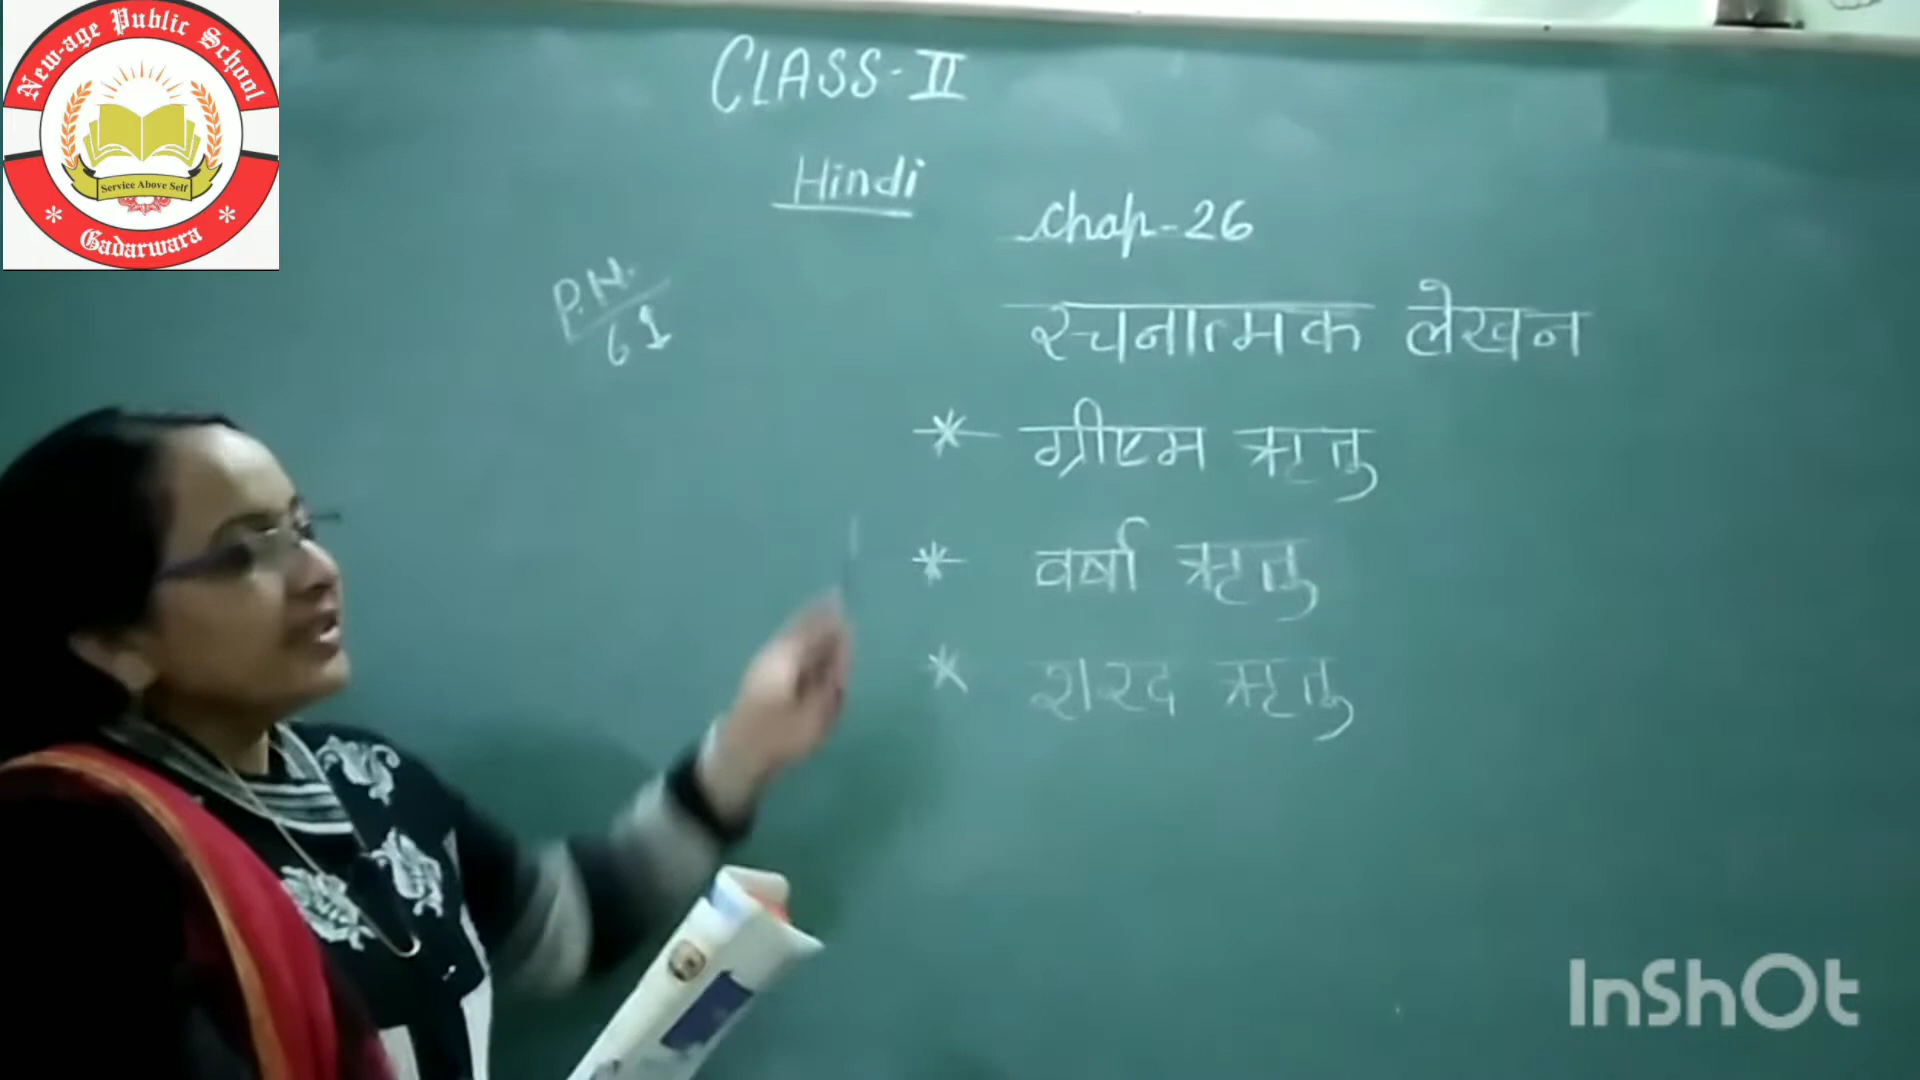 New-age Public School
Service Above Self
* Gadarwara *
CLASS-II
Hindi
Chap-26
P.N.
61
रचनात्मक लेखन
* ग्रीष्म ऋतु
* वर्षा ऋतु
* शरद ऋतु
InShOt